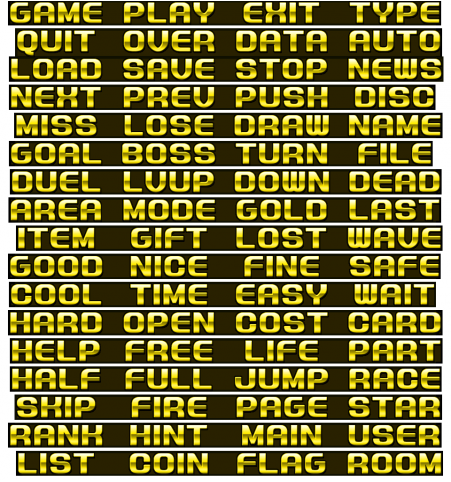 GAME PLAY EXIT TYPE
QUIT OVER DATA AUTO
LOAD SAVE STOP NEWS
NEXT PREV PUSH DISC
MISS LOSE DRAW NAME
GOAL BOSS TURN FILE
DUEL LVUP DOWN DEAD
AREA MODE GOLD LAST
ITEM GIFT LOST WAVE
GOOD NICE FINE SAFE
COOL TIME EASY WAIT
HARD OPEN COST CARD
HELP FREE LIFE PART
HALF FULL JUMP RACE
SKIP FIRE PAGE STAR
RANK HINT MAIN USER
LIST COIN FLAG ROOM